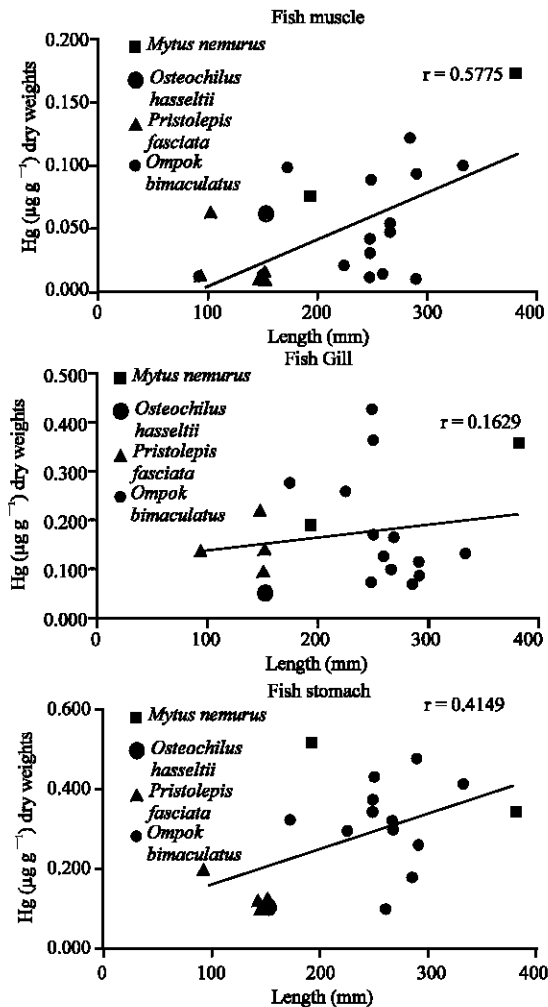 Fish muscle
Hg (µg g⁻¹) dry weights
0.200
0.150
0.100
0.050
0.000
Mytus nemurus
Osteochilus
hasseltii
Pristolepis
fasciata
Ompok
bimaculatus
r = 0.5775
0 100 200 300 400
Length (mm)
Fish Gill
Hg (µg g⁻¹) dry weights
0.500
0.400
0.300
0.200
0.100
0.000
Mytus nemurus
Osteochilus
hasseltii
Pristolepis
fasciata
Ompok
bimaculatus
r = 0.1629
0 100 200 300 400
Length (mm)
Fish stomach
Hg (µg g⁻¹) dry weights
0.600
0.400
0.200
0.000
Mytus nemurus
Osteochilus
hasseltii
Pristolepis
fasciata
Ompok
bimaculatus
r = 0.4149
0 100 200 300 400
Length (mm)